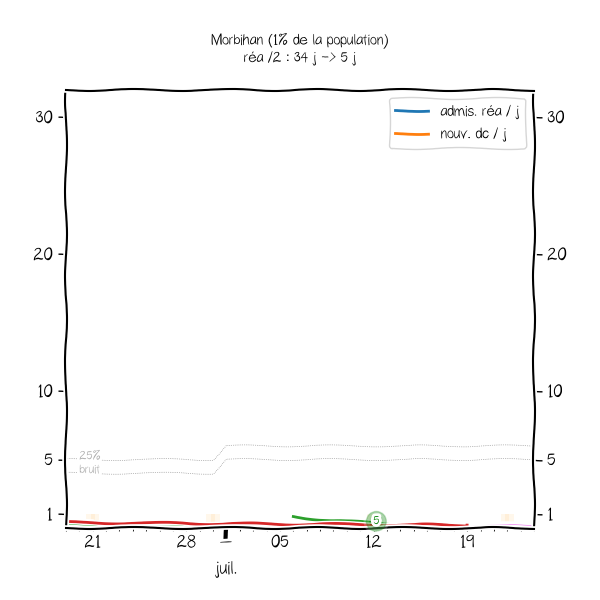 Morbihan (1% de la population)
réa /2 : 34 j -> 5 j
admis. réa / j
nouv. dc / j
30 30
20 20
10 10
25%
5 5
bruit
1 5 1
21 28 05 12 19
juil.